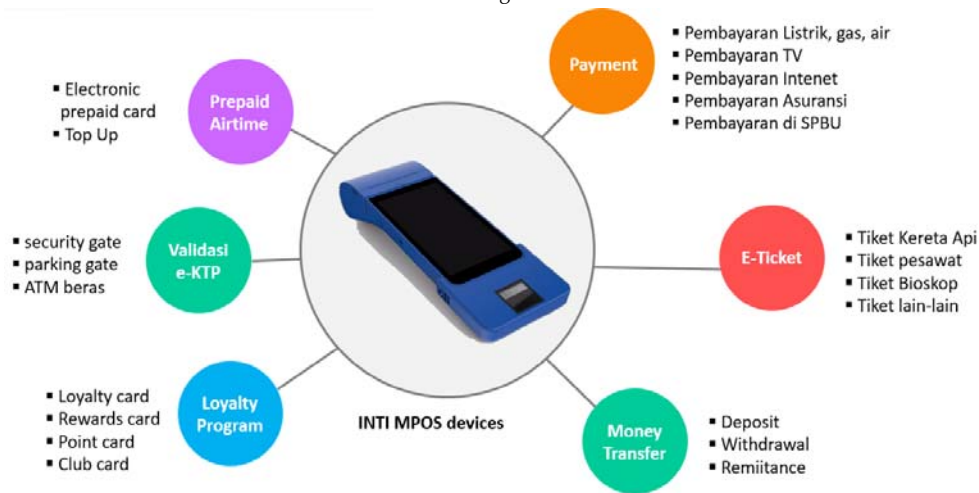 Payment
▪ Pembayaran Listrik, gas, air
▪ Pembayaran TV
▪ Pembayaran Intenet
▪ Pembayaran Asuransi
▪ Pembayaran di SPBU
Prepaid
Airtime
▪ Electronic
prepaid card
▪ Top Up
Validasi
e-KTP
▪ security gate
▪ parking gate
▪ ATM beras
E-Ticket
▪ Tiket Kereta Api
▪ Tiket pesawat
▪ Tiket Bioskop
▪ Tiket lain-lain
Loyalty
Program
▪ Loyalty card
▪ Rewards card
▪ Point card
▪ Club card
INTI MPOS devices
Money
Transfer
▪ Deposit
▪ Withdrawal
▪ Remiitance